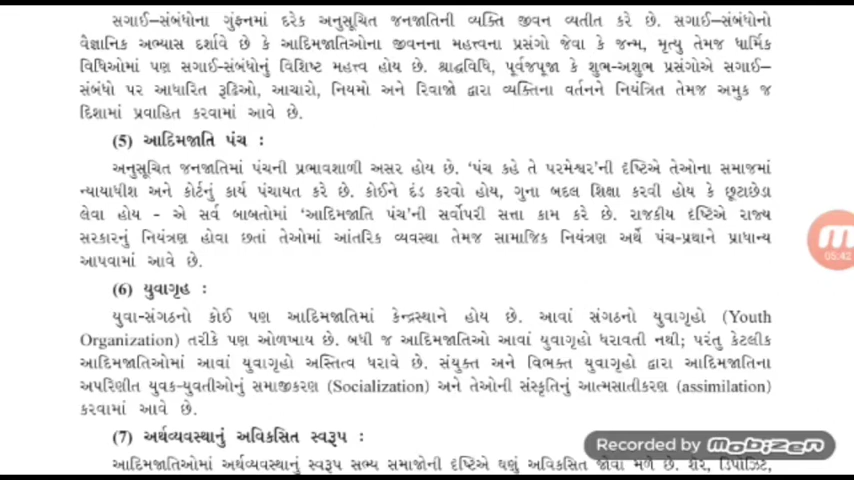 સગાઈ–સંબંધોના ગુંફનમાં દરેક અનુસૂચિત જનજાતિની વ્યક્તિ જીવન વ્યતીત કરે છે. સગાઈ-સંબંધોનો
વૈજ્ઞાનિક અભ્યાસ દર્શાવે છે કે આદિમજાતિઓના જીવનના મહત્ત્વના પ્રસંગો જેવા કે જન્મ, મૃત્યુ તેમજ ધાર્મિક
વિધિઓમાં પણ સગાઈ-સંબંધોનું વિશિષ્ટ મહત્ત્વ હોય છે. શ્રાદ્ધવિધિ, પૂર્વજપૂજા કે શુભ-અશુભ પ્રસંગોએ સગાઈ–
સંબંધો પર આધારિત રૂઢિઓ, આચારો, નિયમો અને રિવાજો દ્વારા વ્યક્તિના વર્તનને નિયંત્રિત તેમજ અમુક જ
દિશામાં પ્રવાહિત કરવામાં આવે છે.
(5) આદિમજાતિ પંચ :
અનુસૂચિત જનજાતિમાં પંચની પ્રભાવશાળી અસર હોય છે. ‘પંચ કહે તે પરમેશ્વર’ની દૃષ્ટિએ તેઓના સમાજમાં
ન્યાયાધીશ અને કોર્ટનું કાર્ય પંચાયત કરે છે. કોઈને દંડ કરવો હોય, ગુના બદલ શિક્ષા કરવી હોય કે છૂટાછેડા
લેવા હોય - એ સર્વ બાબતોમાં ‘આદિમજાતિ પંચ’ની સર્વોપરી સત્તા કામ કરે છે. રાજકીય દૃષ્ટિએ રાજ્ય
સરકારનું નિયંત્રણ હોવા છતાં તેઓમાં આંતરિક વ્યવસ્થા તેમજ સામાજિક નિયંત્રણ અર્થે પંચ-પ્રથાને પ્રાધાન્ય
આપવામાં આવે છે.
(6) યુવાગૃહ :
યુવા-સંગઠનો કોઈ પણ આદિમજાતિમાં કેન્દ્રસ્થાને હોય છે. આવાં સંગઠનો યુવાગૃહો (Youth
Organization) તરીકે પણ ઓળખાય છે. બધી જ આદિમજાતિઓ આવાં યુવાગૃહો ધરાવતી નથી; પરંતુ કેટલીક
આદિમજાતિઓમાં આવાં યુવાગૃહો અસ્તિત્વ ધરાવે છે. સંયુક્ત અને વિભક્ત યુવાગૃહો દ્વારા આદિમજાતિના
અપરિણીત યુવક-યુવતીઓનું સમાજીકરણ (Socialization) અને તેઓની સંસ્કૃતિનું આત્મસાતીકરણ (assimilation)
કરવામાં આવે છે.
(7) અર્થવ્યવસ્થાનું અવિકસિત સ્વરૂપ :
આદિમજાતિઓમાં અર્થવ્યવસ્થાનું સ્વરૂપ સભ્ય સમાજોની દૃષ્ટિએ ઘણું અવિકસિત જોવા મળે છે. શૅર, ડિપોઝિટ,
05:42
Recorded by mobizen